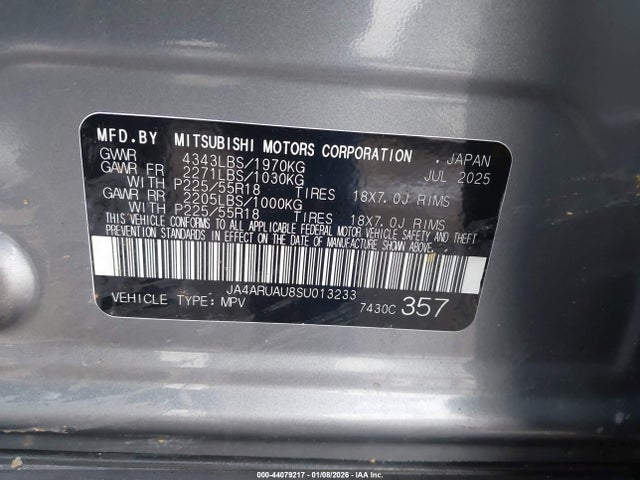 MFD.BY MITSUBISHI MOTORS CORPORATION . JAPAN
GVWR 4343LBS/1970KG JUL 2025
GAWR FR 2271LBS/1030KG
WITH P225/55R18 TIRES 18X7.0J RIMS
GAWR RR 2205LBS/1000KG
WITH P225/55R18 TIRES 18X7.0J RIMS
THIS VEHICLE CONFORMS TO ALL APPLICABLE FEDERAL MOTOR VEHICLE SAFETY AND THEFT
PREVENTION STANDARDS IN EFFECT ON THE DATE OF MANUFACTURE SHOWN ABOVE.
JA4ARUAU8SU013233
VEHICLE TYPE: MPV 7430C 357
000-44079217 - 01/08/2026 - IAA Inc.